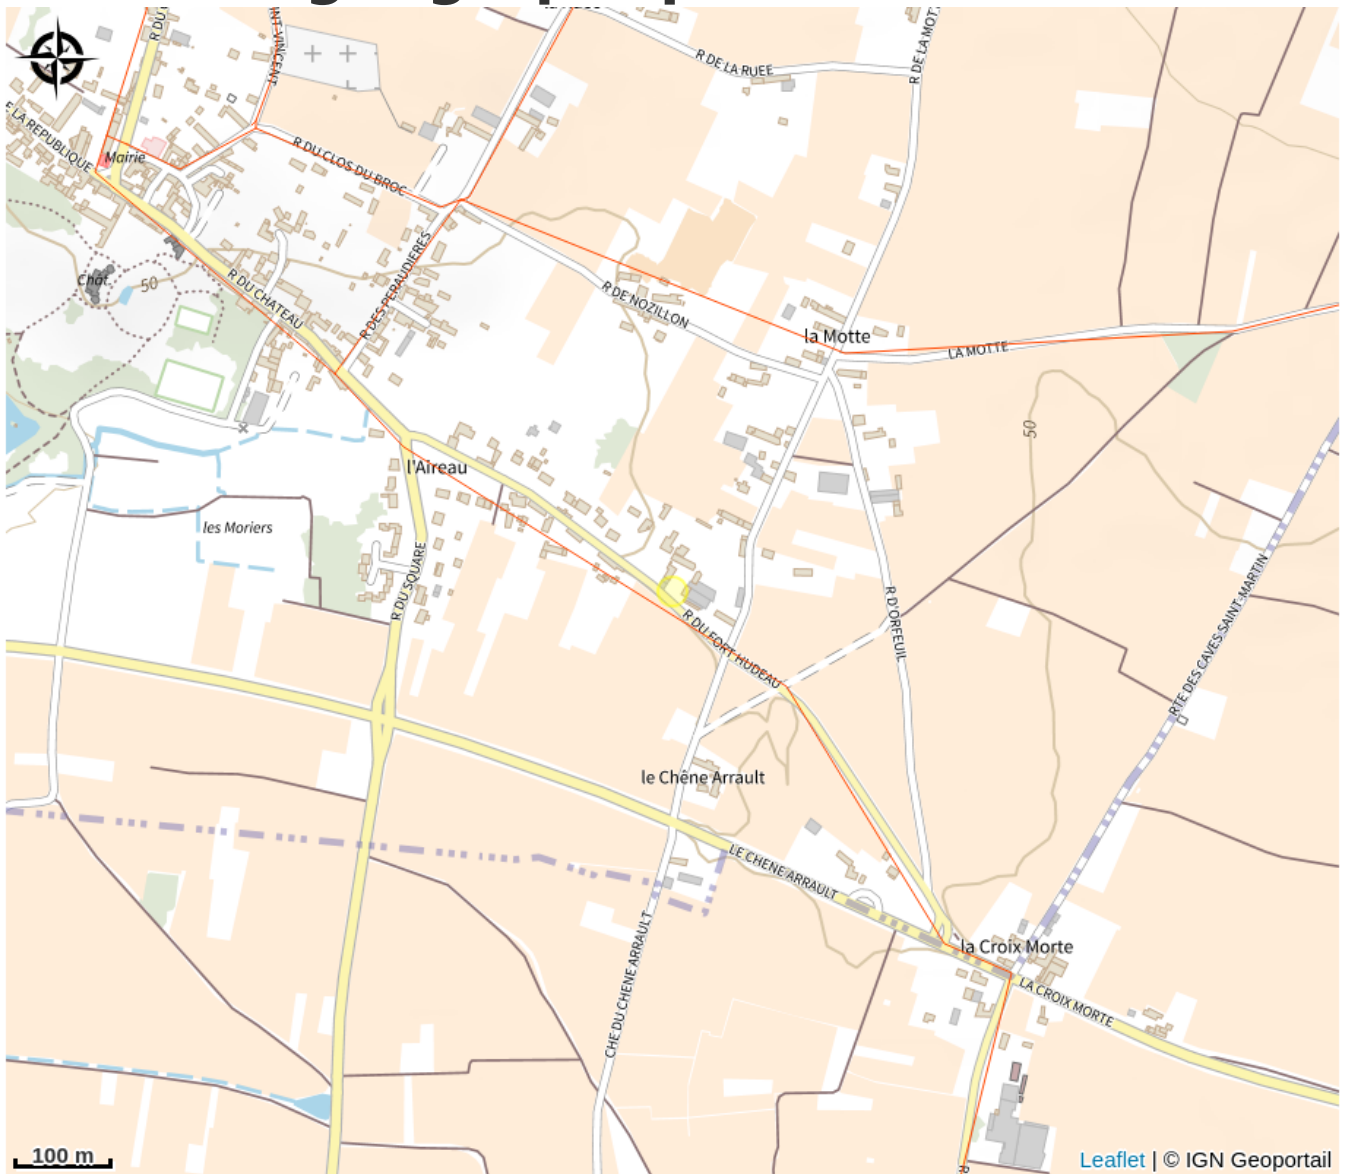 R DU
NT-VINCENT
R DE LA RUEE
R DE LA MOT
E LA REPUBLIQUE
Mairie
R DU CLOS DU BROC
R DES PERAUDIERES
Chât.
50
R DU CHATEAU
R DE NOZILLON
la Motte
LA MOTTE
50
l'Aireau
les Moriers
R DU SQUARE
R DU FORT HUDEAU
R D'ORFEUIL
RTE DES CAVES SAINT-MARTIN
le Chêne Arrault
LE CHENE ARRAULT
CHE DU CHENE ARRAULT
la Croix Morte
LA CROIX MORTE
R
100 m
Leaflet | © IGN Geoportail